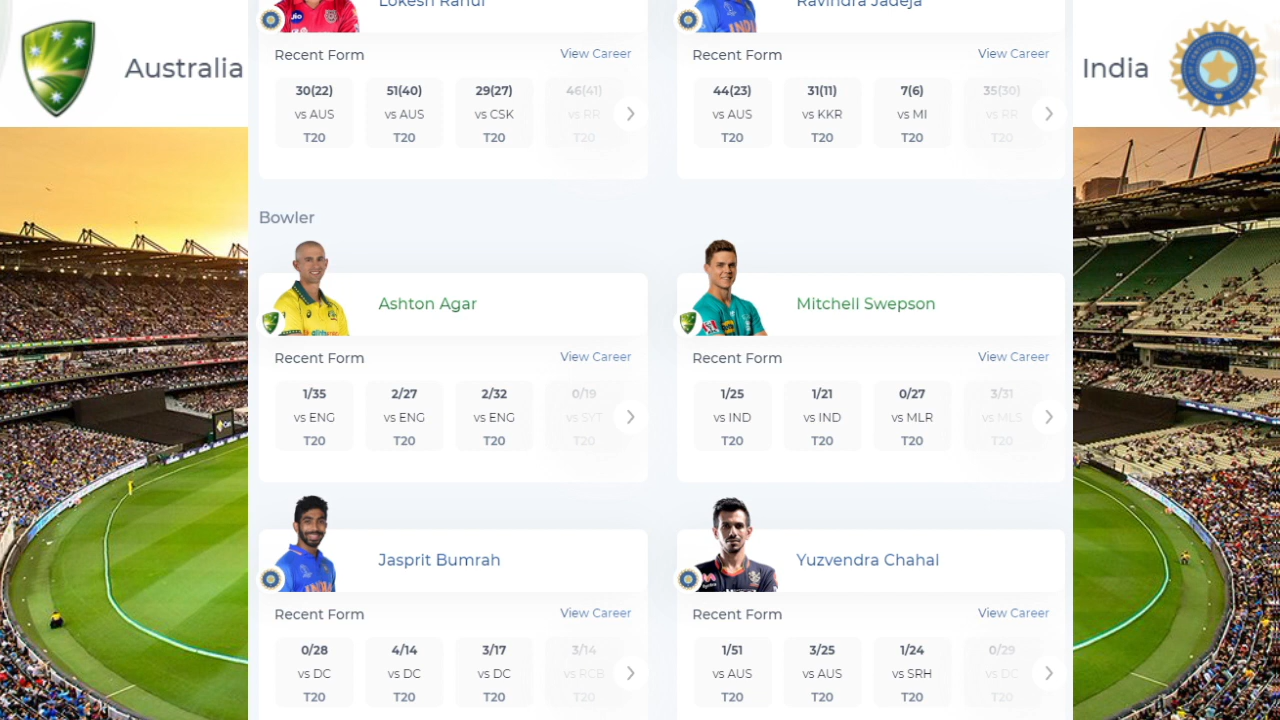 Australia
India
Lokesh Rahul
Ravindra Jadeja
Recent Form View Career
30(22) 51(40) 29(27) 46(41)
vs AUS vs AUS vs CSK vs RR
T20 T20 T20 T20
Recent Form View Career
44(23) 31(11) 7(6) 35(30)
vs AUS vs KKR vs MI vs RR
T20 T20 T20 T20
Bowler
Ashton Agar
Recent Form View Career
1/35 2/27 2/32 0/19
vs ENG vs ENG vs ENG vs SYT
T20 T20 T20 T20
Mitchell Swepson
Recent Form View Career
1/25 1/21 0/27 3/31
vs IND vs IND vs MLR vs MLS
T20 T20 T20 T20
Jasprit Bumrah
Recent Form View Career
0/28 4/14 3/17 3/14
vs DC vs DC vs DC vs RCB
T20 T20 T20 T20
Yuzvendra Chahal
Recent Form View Career
1/51 3/25 1/24 0/29
vs AUS vs AUS vs SRH vs DC
T20 T20 T20 T20